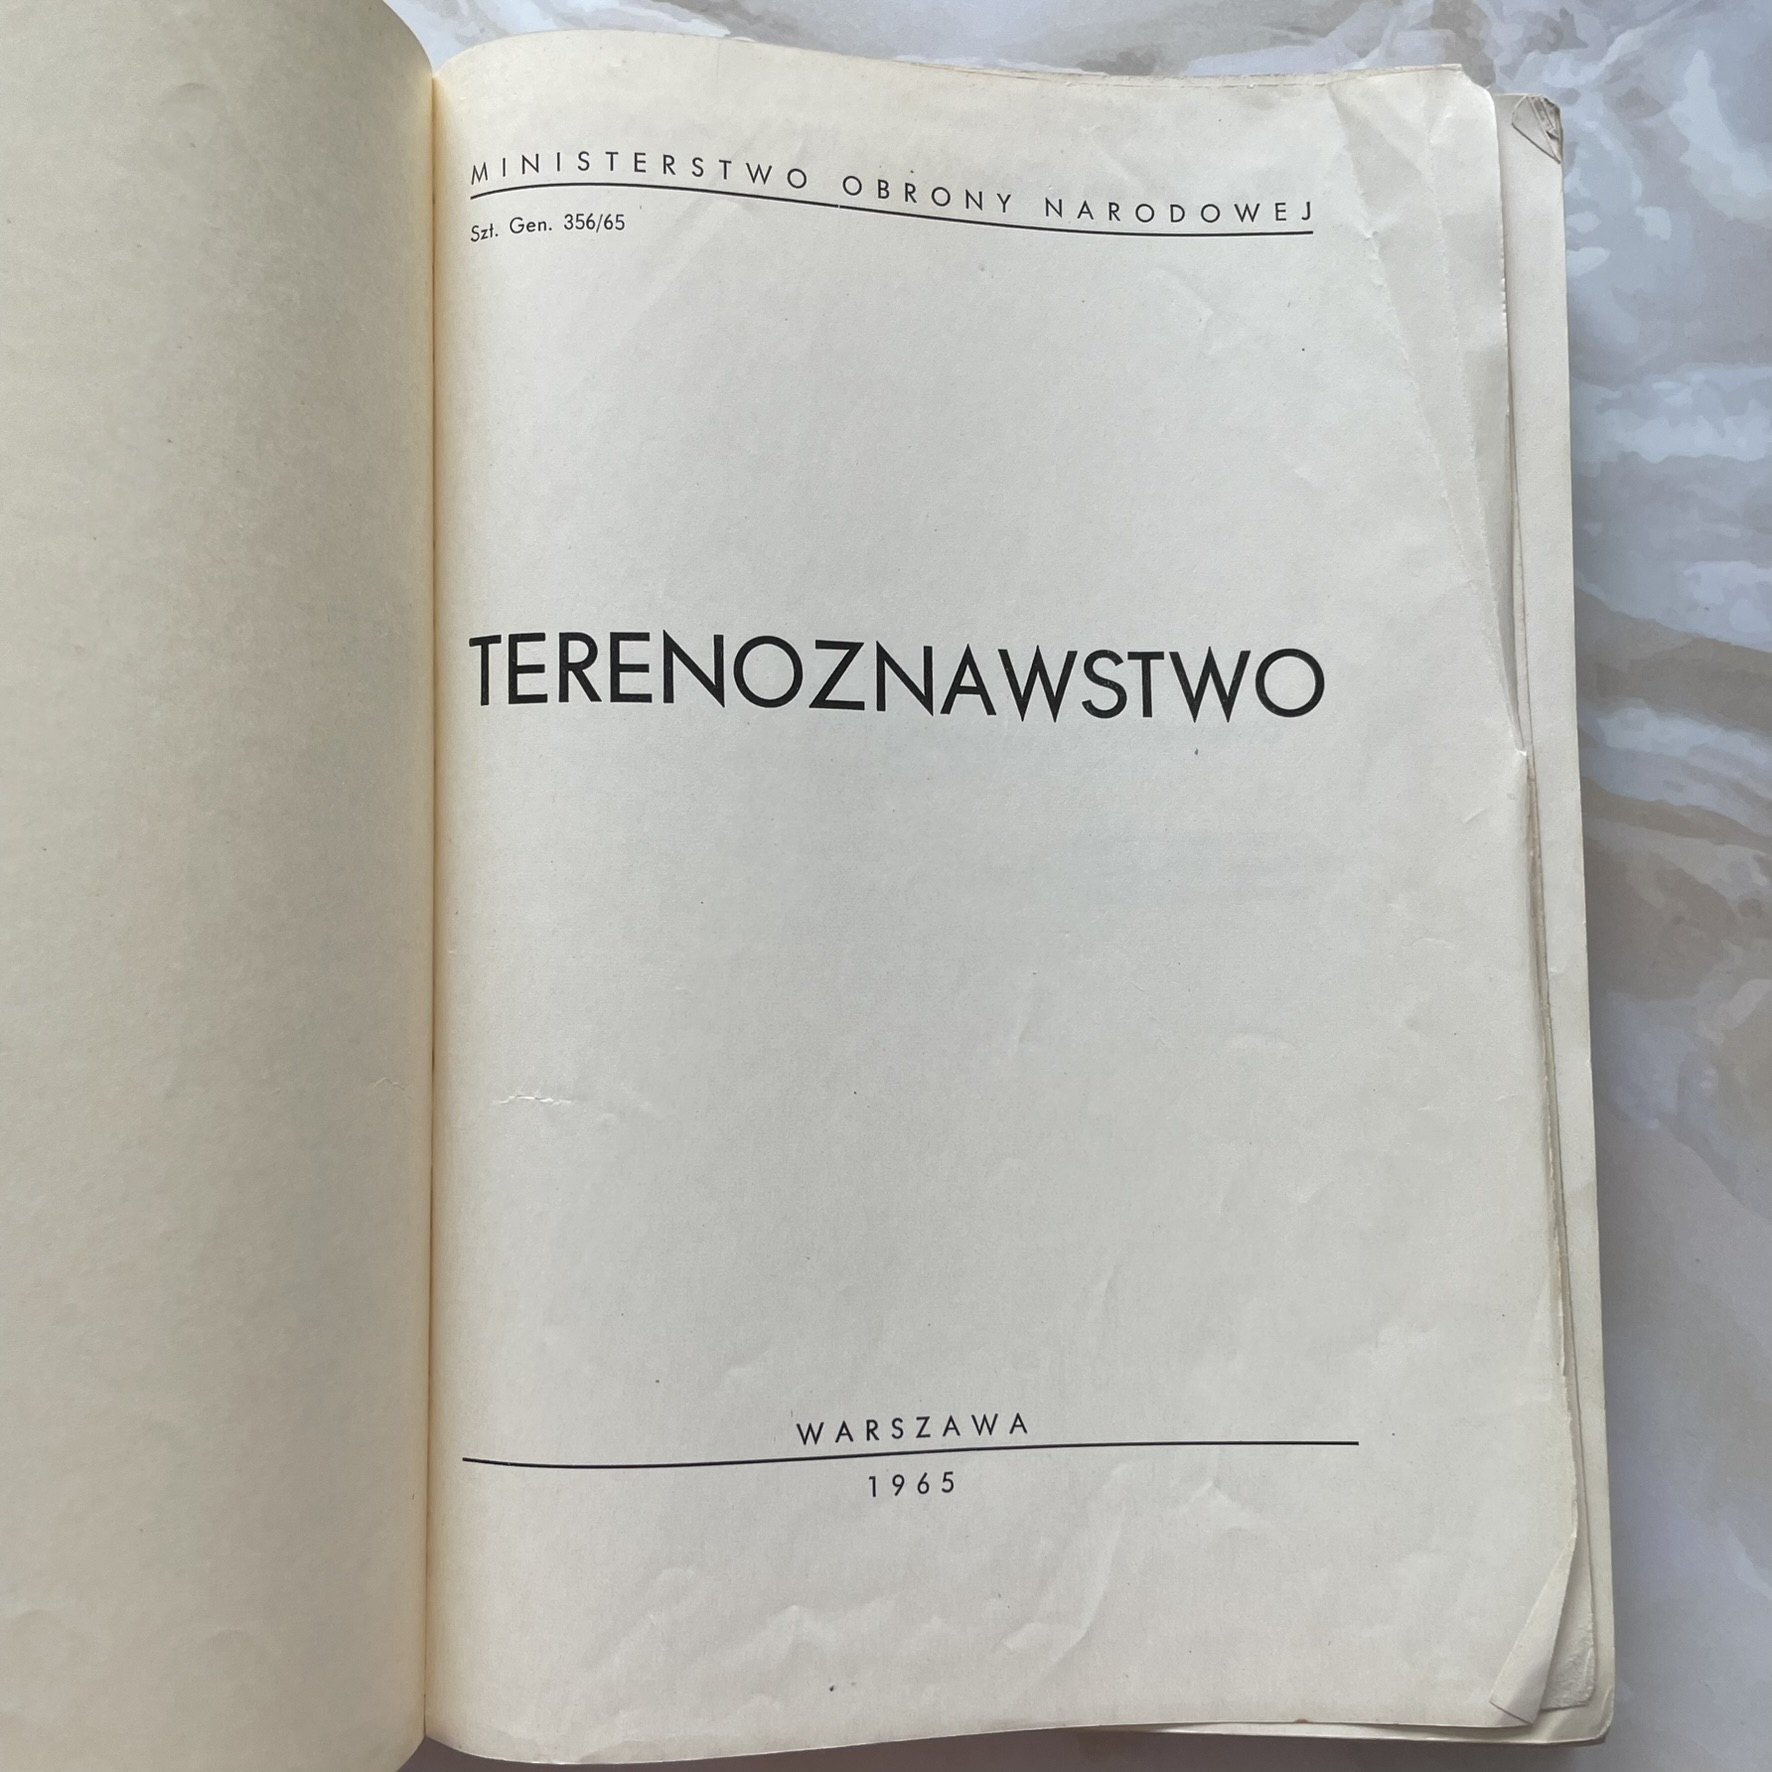 MINISTERSTWO OBRONY NARODOWEJ
Szt. Gen. 356/65
TERENOZNAWSTWO
WARSZAWA
1965